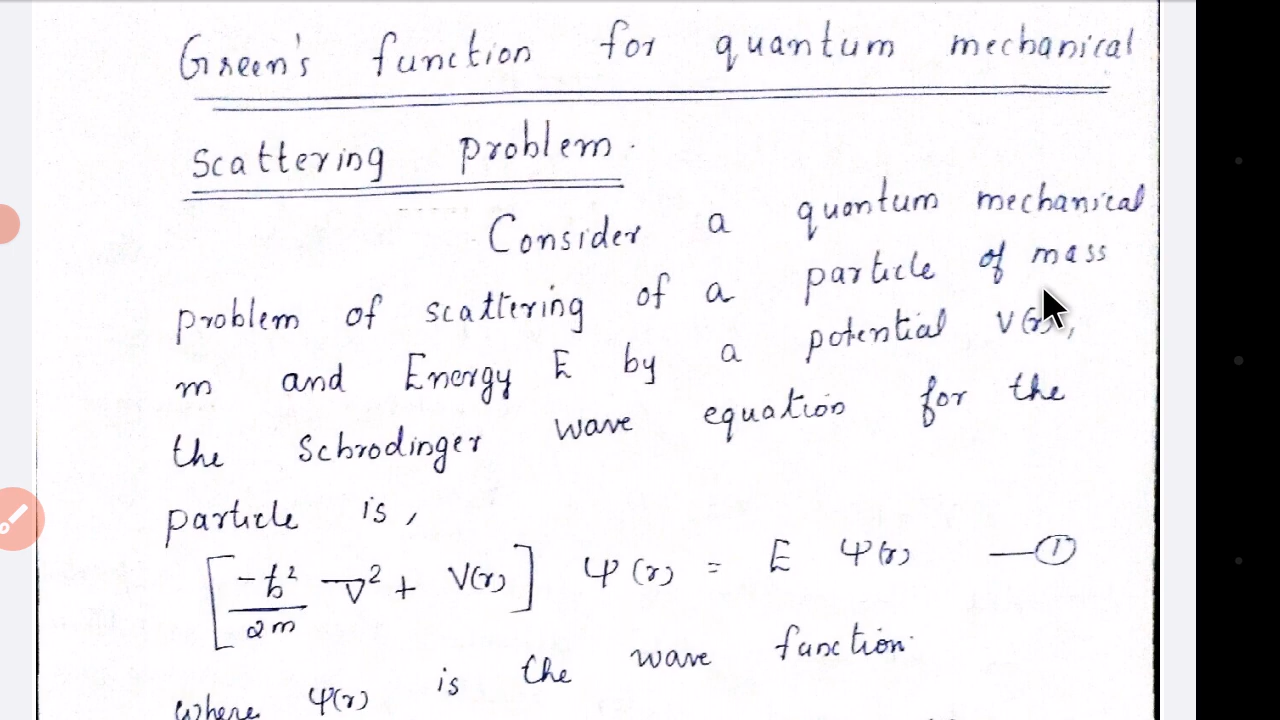 Green's function for quantum mechanical
scattering problem.
Consider a quantum mechanical
problem of scattering of a particle of mass
m and Energy E by a potential V(r),
the Schrodinger wave equation for the
particle is,
[-ħ²/2m ∇² + V(r)] Ψ(r) = E Ψ(r) —①
where Ψ(r) is the wave function.